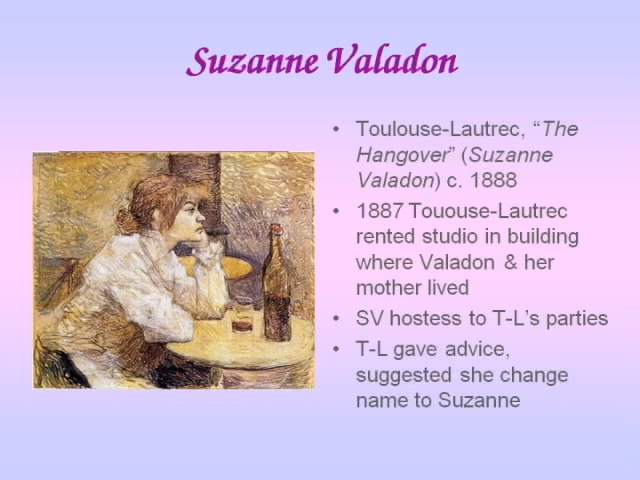 Suzanne Valadon
• Toulouse-Lautrec, “The
Hangover” (Suzanne
Valadon) c. 1888
• 1887 Tououse-Lautrec
rented studio in building
where Valadon & her
mother lived
• SV hostess to T-L’s parties
• T-L gave advice,
suggested she change
name to Suzanne